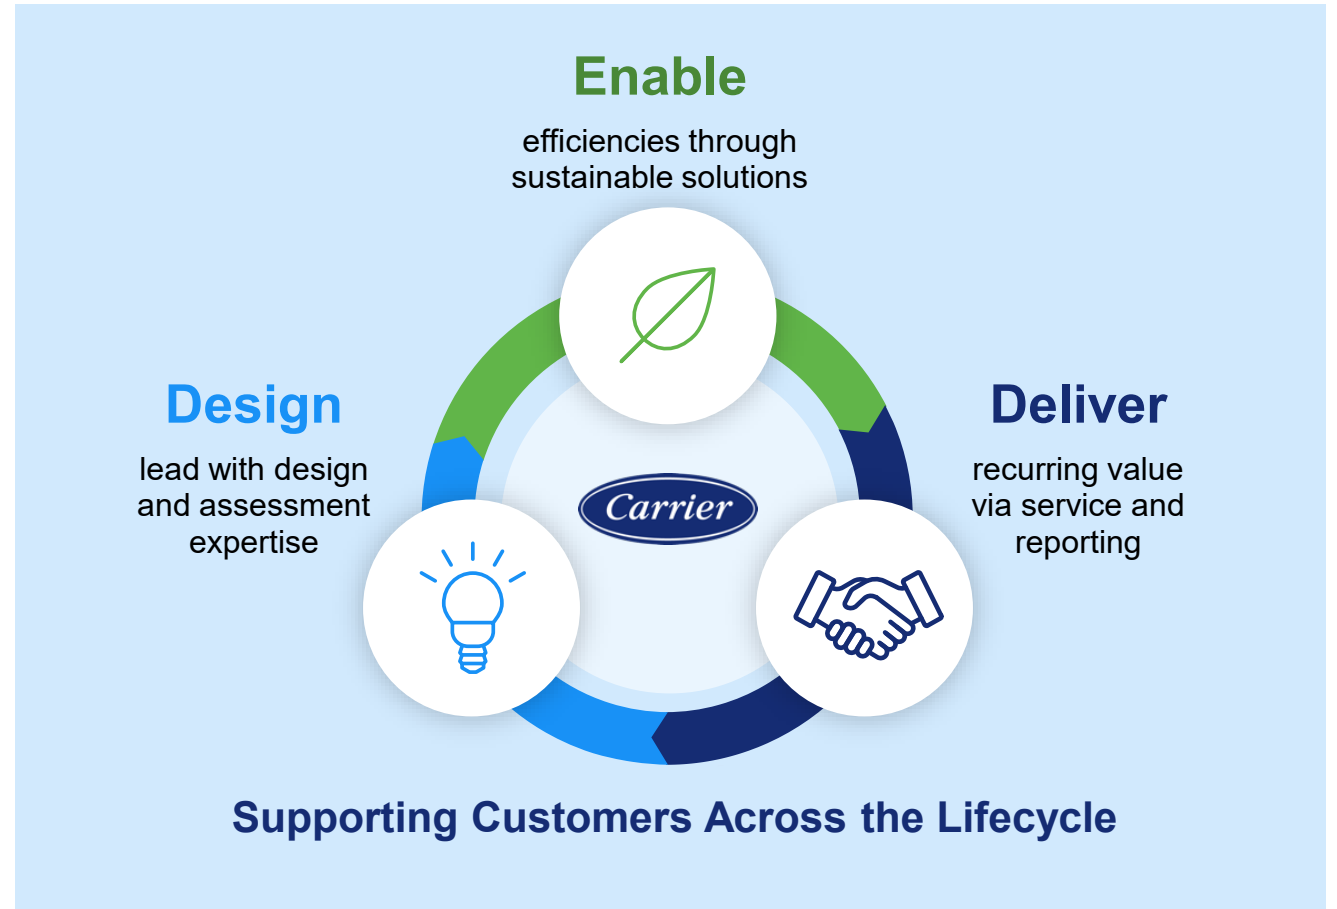 Enable
efficiencies through
sustainable solutions
Design
lead with design
and assessment
expertise
Deliver
recurring value
via service and
reporting
Carrier
Supporting Customers Across the Lifecycle